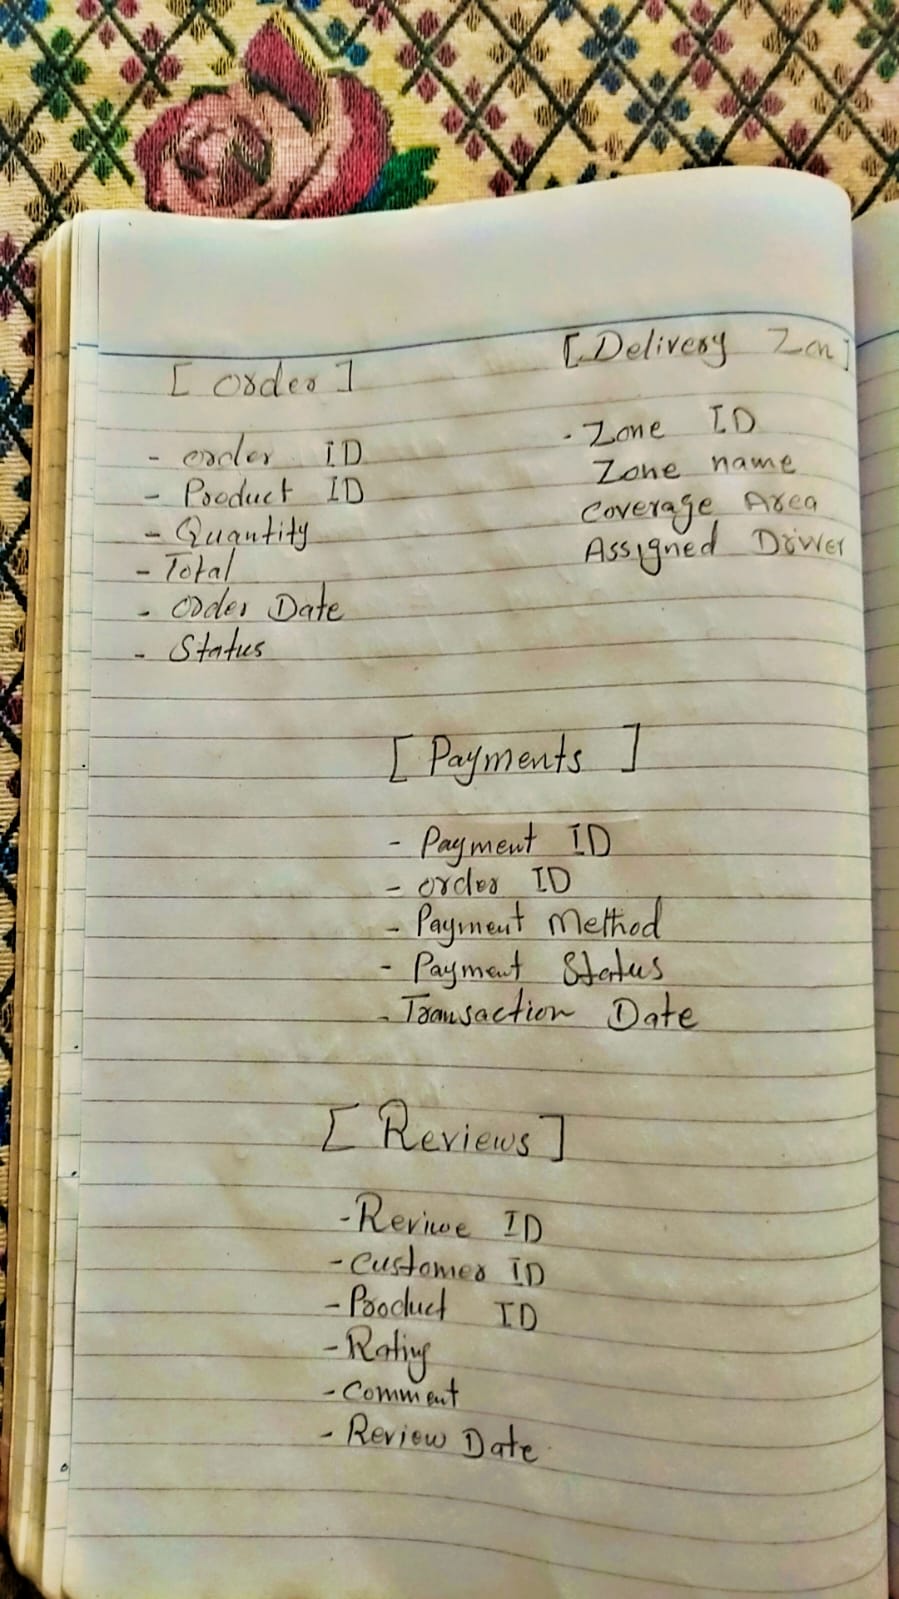 [ Order ]
- order ID
- Product ID
- Quantity
- Total
- Order Date
- Status
[ Delivery Zon ]
- Zone ID
Zone name
Coverage Area
Assigned Driver
[ Payments ]
- Payment ID
- order ID
- Payment Method
- Payment Status
- Transaction Date
[ Reviews ]
- Reviwe ID
- Customer ID
- Product ID
- Rating
- Comment
- Review Date